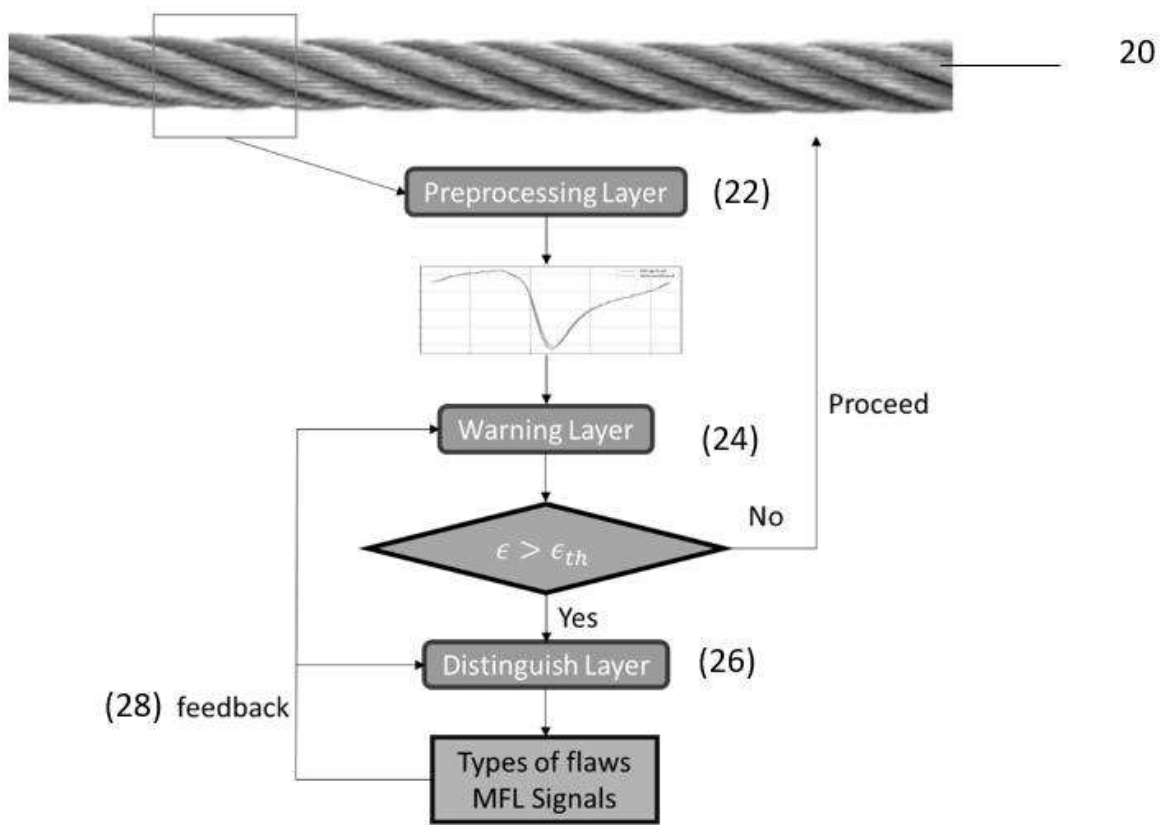 20
Preprocessing Layer
(22)
Warning Layer
(24)
Proceed
ϵ > ϵ_th
No
Yes
Distinguish Layer
(26)
(28) feedback
Types of flaws
MFL Signals